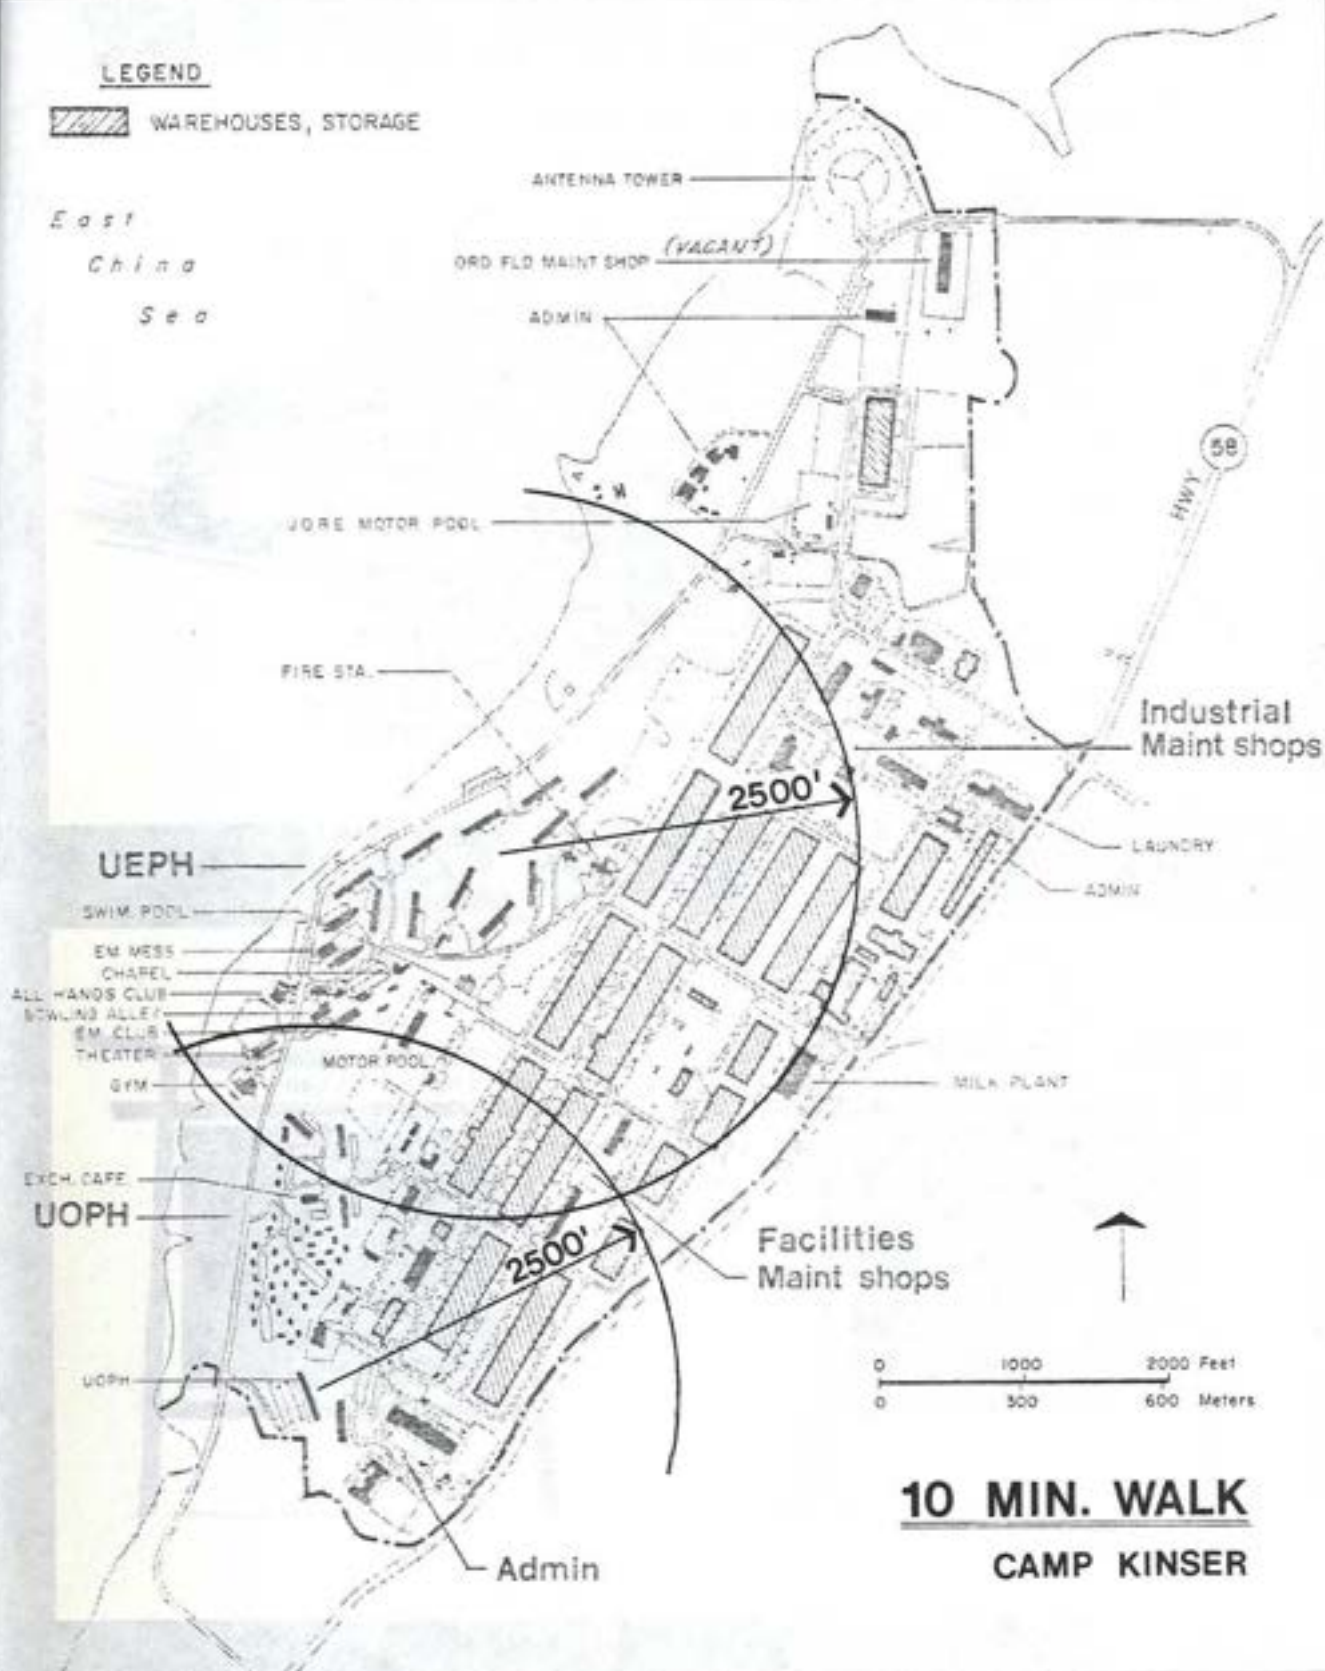 LEGEND
WAREHOUSES, STORAGE
East
China
Sea
ANTENNA TOWER
ORD FLD MAINT SHOP (VACANT)
ADMIN
58
HWY
MOTOR POOL
FIRE STA.
Industrial
Maint shops
2500'
LAUNDRY
ADMIN
UEPH
SWIM. POOL
EM. MESS
CHAPEL
ALL HANDS CLUB
BOWLING ALLEY
EM. CLUB
THEATER
GYM
MOTOR POOL
MILK PLANT
EXCH. CAFE
UOPH
2500'
Facilities
Maint shops
UOPH
0 1000 2000 Feet
0 300 600 Meters
10 MIN. WALK
CAMP KINSER
Admin